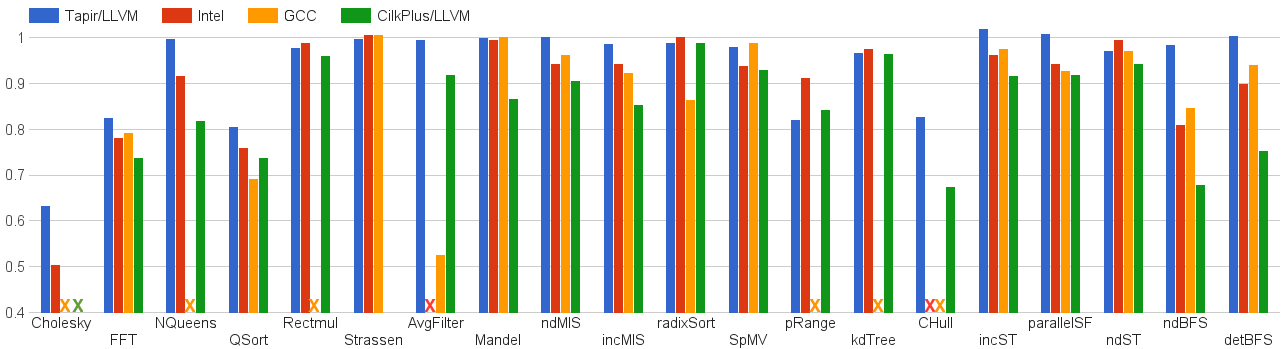 Tapir/LLVM Intel GCC CilkPlus/LLVM
1
0.9
0.8
0.7
0.6
0.5
X X X X X X X X X
0.4
Cholesky NQueens Rectmul AvgFilter ndMIS radixSort pRange CHull parallelSF ndBFS
FFT QSort Strassen Mandel incMIS SpMV kdTree incST ndST detBFS